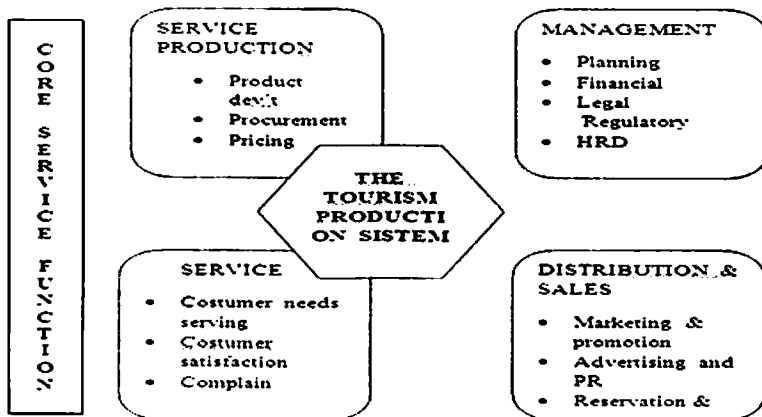 CORE SERVICE FUNCTION
SERVICE
PRODUCTION
• Product
dev't
• Procurement
• Pricing
MANAGEMENT
• Planning
• Financial
• Legal
Regulatory
• HRD
THE
TOURISM
PRODUCTI
ON SISTEM
SERVICE
• Costumer needs
serving
• Costumer
satisfaction
• Complain
DISTRIBUTION &
SALES
• Marketing &
promotion
• Advertising and
PR
• Reservation &